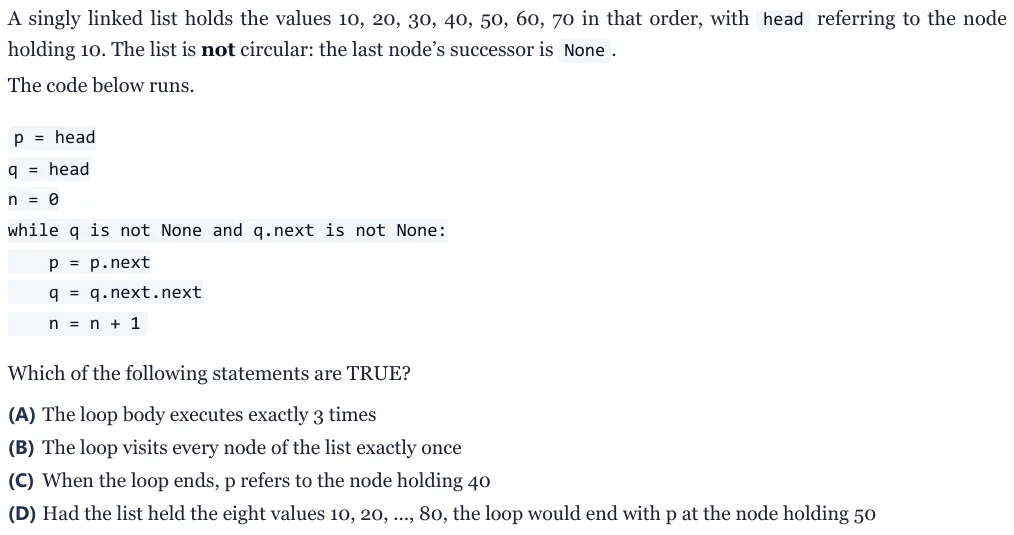 A singly linked list holds the values 10, 20, 30, 40, 50, 60, 70 in that order, with head referring to the node
holding 10. The list is not circular: the last node’s successor is None .
The code below runs.
p = head
q = head
n = 0
while q is not None and q.next is not None:
    p = p.next
    q = q.next.next
    n = n + 1
Which of the following statements are TRUE?
(A) The loop body executes exactly 3 times
(B) The loop visits every node of the list exactly once
(C) When the loop ends, p refers to the node holding 40
(D) Had the list held the eight values 10, 20, ..., 80, the loop would end with p at the node holding 50